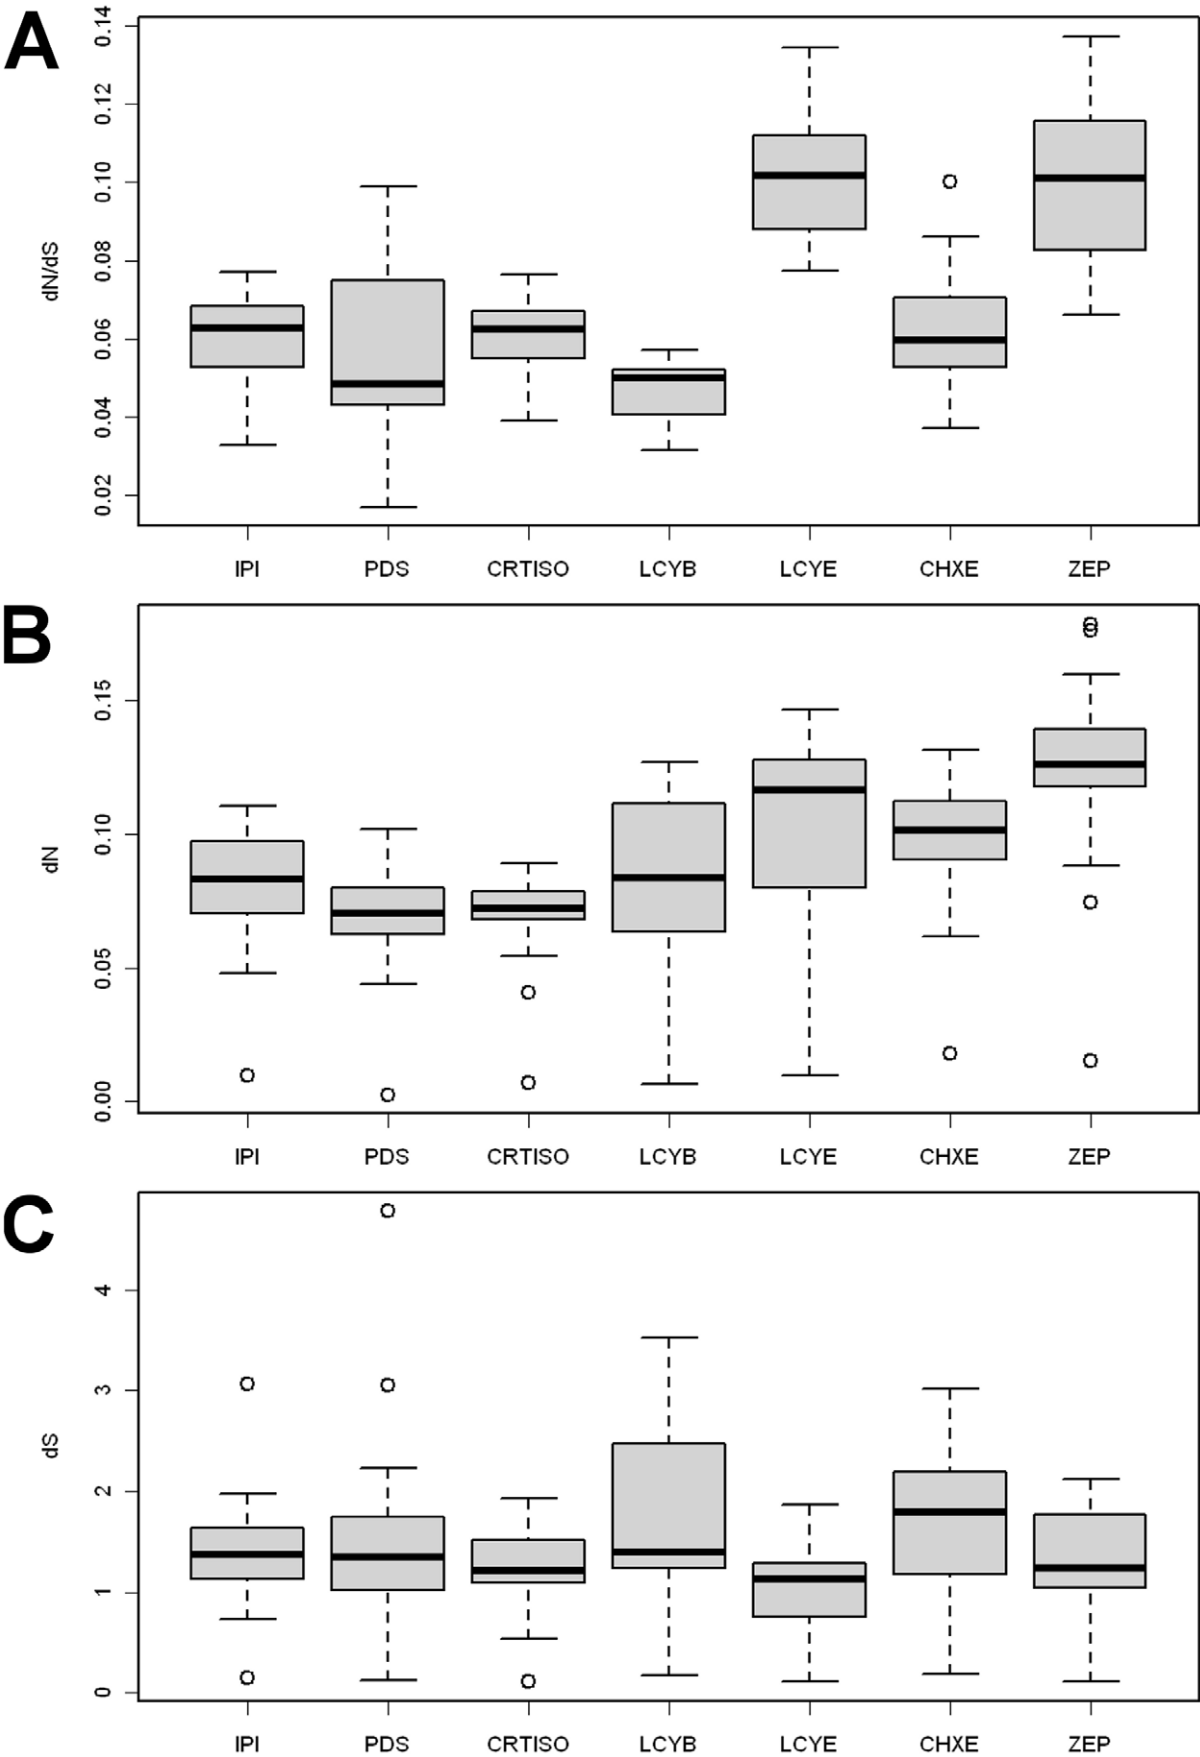 A
dN/dS
0.14
0.12
0.10
0.08
0.06
0.04
0.02
IPI PDS CRTISO LCYB LCYE CHXE ZEP
B
dN
0.15
0.10
0.05
0.00
IPI PDS CRTISO LCYB LCYE CHXE ZEP
C
dS
4
3
2
1
0
IPI PDS CRTISO LCYB LCYE CHXE ZEP